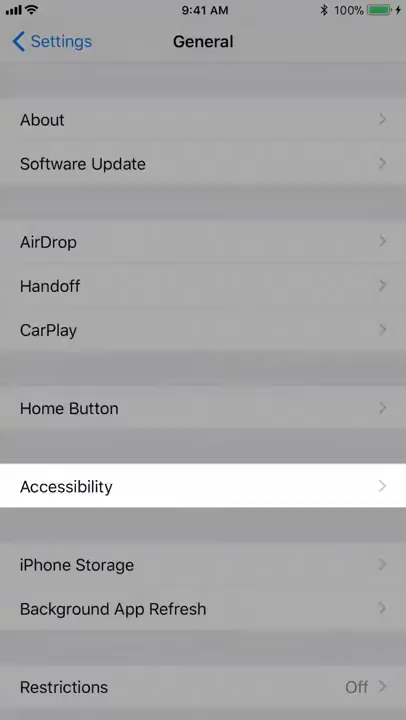 9:41 AM 100%
Settings General
About
Software Update
AirDrop
Handoff
CarPlay
Home Button
Accessibility
iPhone Storage
Background App Refresh
Restrictions Off